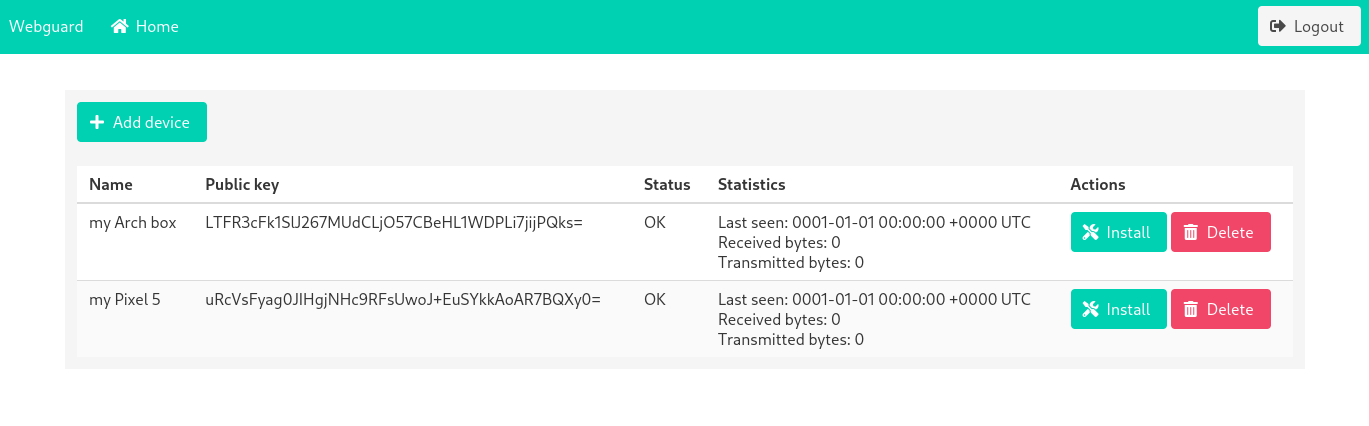 Webguard Home Logout
Add device
Name Public key Status Statistics Actions
my Arch box LTFR3cFk1SIJ267MUdCLjO57CBeHL1WDPLi7jijPQks= OK Last seen: 0001-01-01 00:00:00 +0000 UTC Install Delete
Received bytes: 0
Transmitted bytes: 0
my Pixel 5 uRcVsFyag0JIHgjNHc9RFsUwoJ+EuSYkkAoAR7BQXy0= OK Last seen: 0001-01-01 00:00:00 +0000 UTC Install Delete
Received bytes: 0
Transmitted bytes: 0